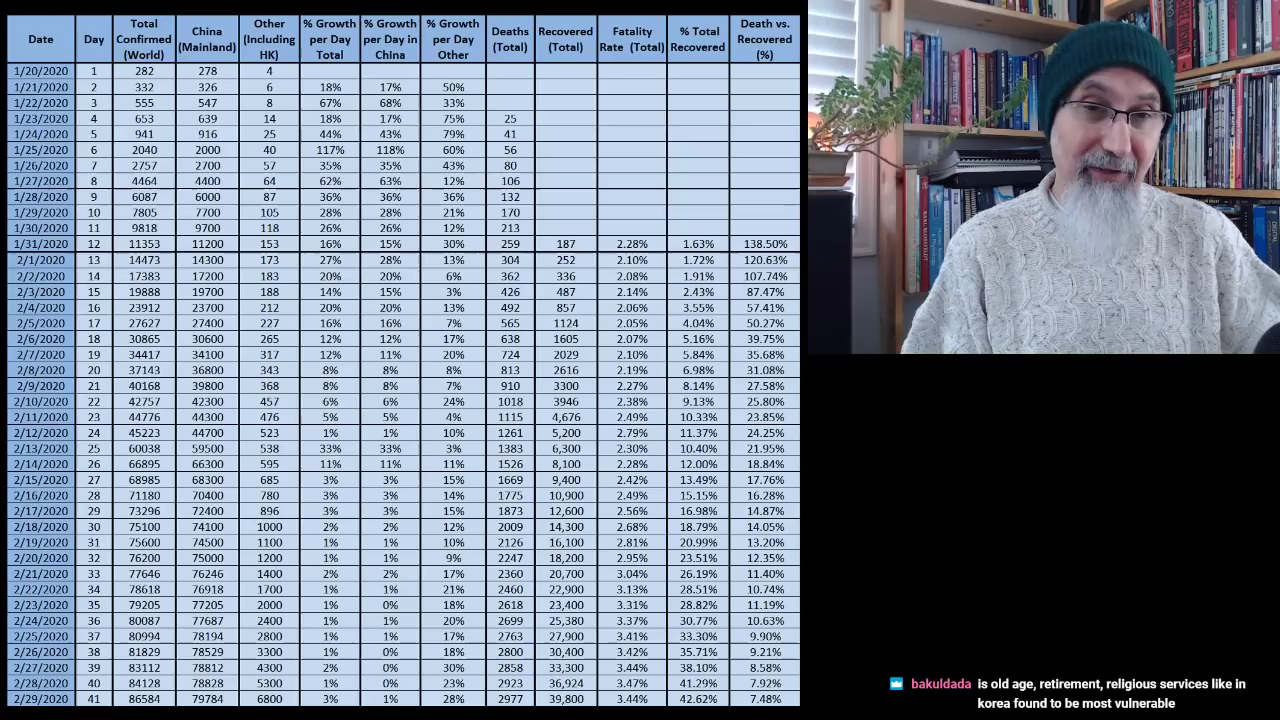 Date Day Total Confirmed (World) China (Mainland) Other (Including HK) % Growth per Day Total % Growth per Day in China % Growth per Day Other Deaths (Total) Recovered (Total) Fatality Rate (Total) % Total Recovered Death vs. Recovered (%)
1/20/2020 1 282 278 4
1/21/2020 2 332 326 6 18% 17% 50%
1/22/2020 3 555 547 8 67% 68% 33%
1/23/2020 4 653 639 14 18% 17% 75% 25
1/24/2020 5 941 916 25 44% 43% 79% 41
1/25/2020 6 2040 2000 40 117% 118% 60% 56
1/26/2020 7 2757 2700 57 35% 35% 43% 80
1/27/2020 8 4464 4400 64 62% 63% 12% 106
1/28/2020 9 6087 6000 87 36% 36% 36% 132
1/29/2020 10 7805 7700 105 28% 28% 21% 170
1/30/2020 11 9818 9700 118 26% 26% 12% 213
1/31/2020 12 11353 11200 153 16% 15% 30% 259 187 2.28% 1.63% 138.50%
2/1/2020 13 14473 14300 173 27% 28% 13% 304 252 2.10% 1.72% 120.63%
2/2/2020 14 17383 17200 183 20% 20% 6% 362 336 2.08% 1.91% 107.74%
2/3/2020 15 19888 19700 188 14% 15% 3% 426 487 2.14% 2.43% 87.47%
2/4/2020 16 23912 23700 212 20% 20% 13% 492 857 2.06% 3.55% 57.41%
2/5/2020 17 27627 27400 227 16% 16% 7% 565 1124 2.05% 4.04% 50.27%
2/6/2020 18 30865 30600 265 12% 12% 17% 638 1605 2.07% 5.16% 39.75%
2/7/2020 19 34417 34100 317 12% 11% 20% 724 2029 2.10% 5.84% 35.68%
2/8/2020 20 37143 36800 343 8% 8% 8% 813 2616 2.19% 6.98% 31.08%
2/9/2020 21 40168 39800 368 8% 8% 7% 910 3300 2.27% 8.14% 27.58%
2/10/2020 22 42757 42300 457 6% 6% 24% 1018 3946 2.38% 9.13% 25.80%
2/11/2020 23 44776 44300 476 5% 5% 4% 1115 4,676 2.49% 10.33% 23.85%
2/12/2020 24 45223 44700 523 1% 1% 10% 1261 5,200 2.79% 11.37% 24.25%
2/13/2020 25 60038 59500 538 33% 33% 3% 1383 6,300 2.30% 10.40% 21.95%
2/14/2020 26 66895 66300 595 11% 11% 11% 1526 8,100 2.28% 12.00% 18.84%
2/15/2020 27 68985 68300 685 3% 3% 15% 1669 9,400 2.42% 13.49% 17.76%
2/16/2020 28 71180 70400 780 3% 3% 14% 1775 10,900 2.49% 15.15% 16.28%
2/17/2020 29 73296 72400 896 3% 3% 15% 1873 12,600 2.56% 16.98% 14.87%
2/18/2020 30 75100 74100 1000 2% 2% 12% 2009 14,300 2.68% 18.79% 14.05%
2/19/2020 31 75600 74500 1100 1% 1% 10% 2126 16,100 2.81% 20.99% 13.20%
2/20/2020 32 76200 75000 1200 1% 1% 9% 2247 18,200 2.95% 23.51% 12.35%
2/21/2020 33 77646 76246 1400 2% 2% 17% 2360 20,700 3.04% 26.19% 11.40%
2/22/2020 34 78618 76918 1700 1% 1% 21% 2460 22,900 3.13% 28.51% 10.74%
2/23/2020 35 79205 77205 2000 1% 0% 18% 2618 23,400 3.31% 28.82% 11.19%
2/24/2020 36 80087 77687 2400 1% 1% 20% 2699 25,380 3.37% 30.77% 10.63%
2/25/2020 37 80994 78194 2800 1% 1% 17% 2763 27,900 3.41% 33.30% 9.90%
2/26/2020 38 81829 78529 3300 1% 0% 18% 2800 30,400 3.42% 35.71% 9.21%
2/27/2020 39 83112 78812 4300 2% 0% 30% 2858 33,300 3.44% 38.10% 8.58%
2/28/2020 40 84128 78828 5300 1% 0% 23% 2923 36,924 3.47% 41.29% 7.92%
2/29/2020 41 86584 79784 6800 3% 1% 28% 2977 39,800 3.44% 42.62% 7.48%
bakuldada is old age, retirement, religious services like in
korea found to be most vulnerable